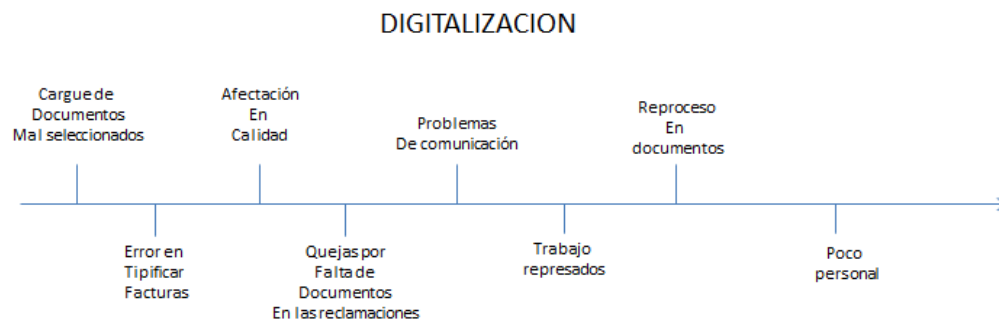 DIGITALIZACION
Cargue de
Documentos
Mal seleccionados
Afectación
En
Calidad
Problemas
De comunicación
Reproceso
En
documentos
Error en
Tipificar
Facturas
Quejas por
Falta de
Documentos
En las reclamaciones
Trabajo
represados
Poco
personal